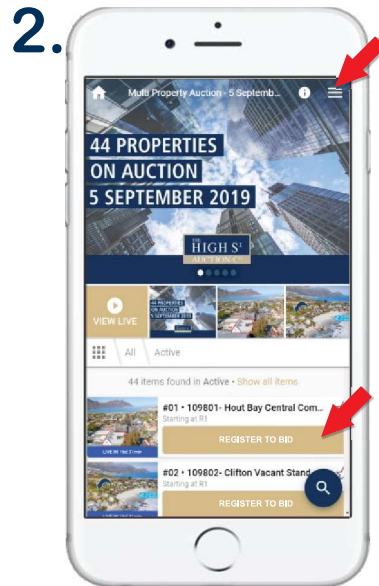 2.
Multi Property Auction - 5 Septemb...
44 PROPERTIES
ON AUCTION
5 SEPTEMBER 2019
THE
HIGH ST
AUCTION CO
VIEW LIVE
44 PROPERTIES
ON AUCTION
5 SEPTEMBER 2019
All Active
44 items found in Active • Show all items
#01 • 109801- Hout Bay Central Com...
Starting at R1
REGISTER TO BID
#02 • 109802- Clifton Vacant Stand
Starting at R1
REGISTER TO BID